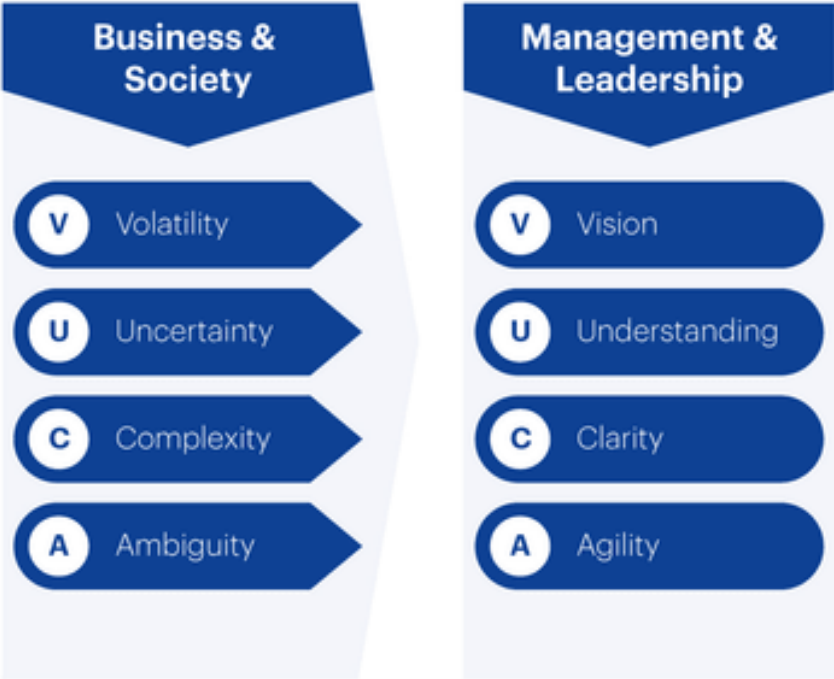 Business &
Society
V Volatility
U Uncertainty
C Complexity
A Ambiguity
Management &
Leadership
V Vision
U Understanding
C Clarity
A Agility